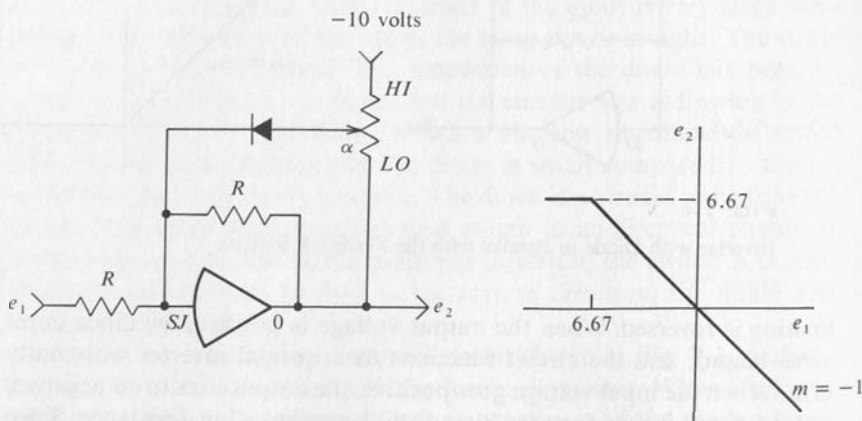 −10 volts
HI
α
LO
R
R
e₁
SJ
0
e₂
e₂
6.67
6.67
e₁
m = −1